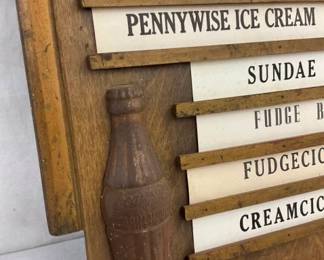 PENNYWISE ICE CREAM
SUNDAE
FUDGE B
FUDGECIC
CREAMCIC